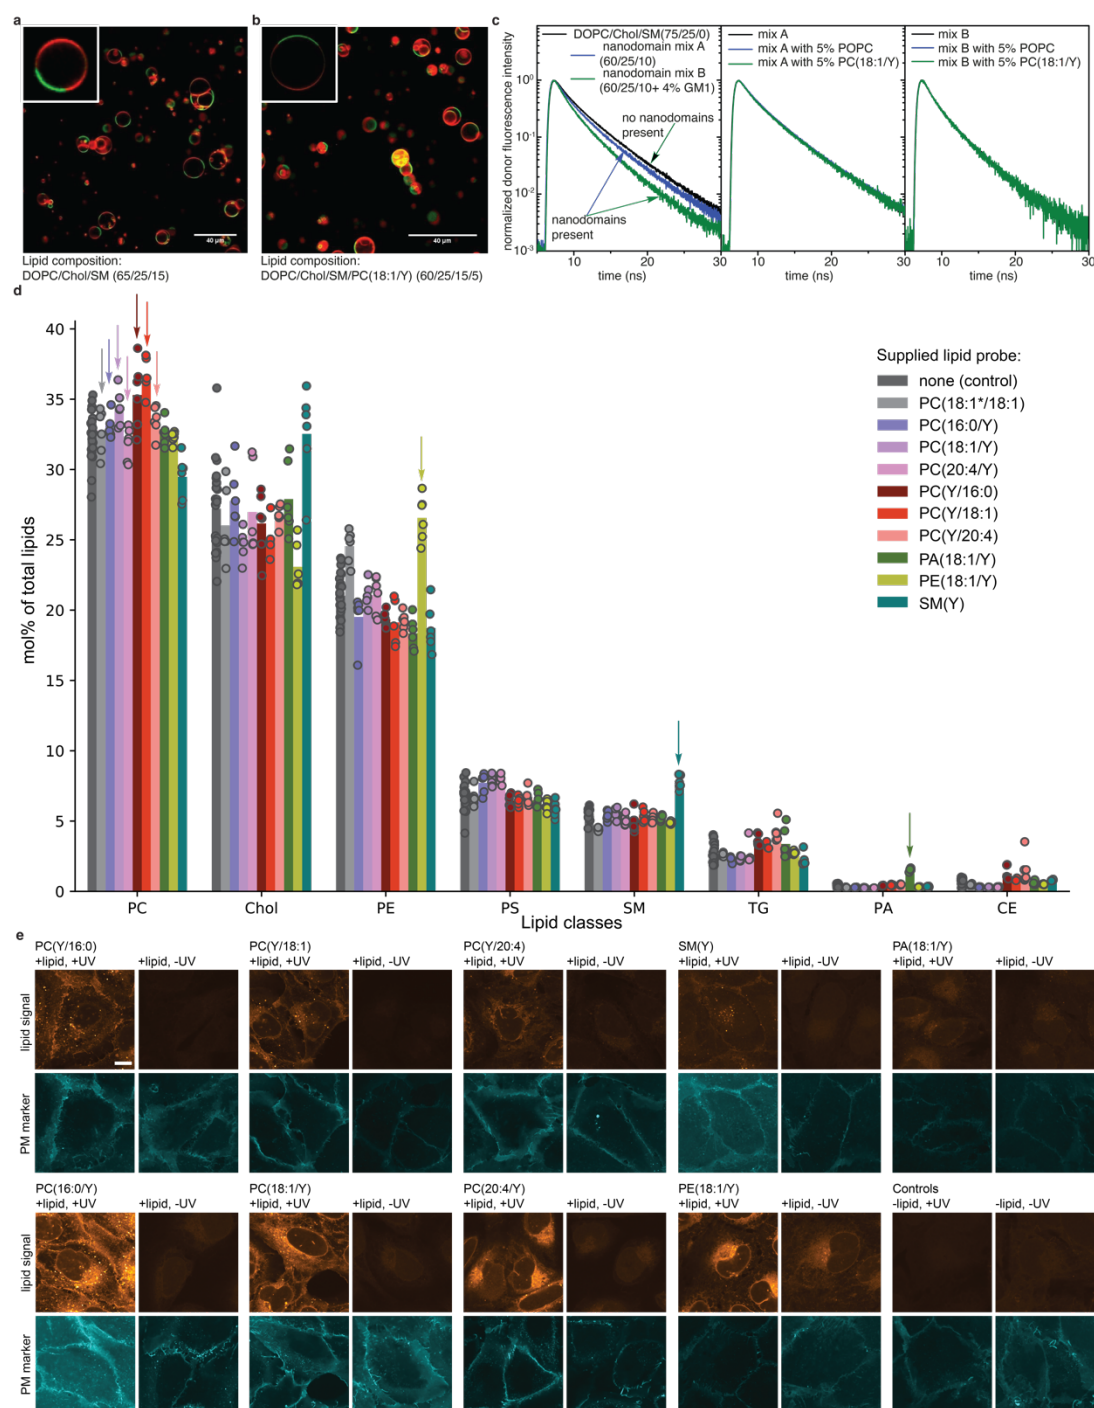 a
b
c
40 µm
40 µm
Lipid composition:
DOPC/Chol/SM (65/25/15)
Lipid composition:
DOPC/Chol/SM/PC(18:1/Y) (60/25/15/5)
normalized donor fluorescence intensity
10⁰
10⁻¹
10⁻²
10⁻³
DOPC/Chol/SM(75/25/0)
nanodomain mix A
(60/25/10)
nanodomain mix B
(60/25/10+ 4% GM1)
no nanodomains
present
nanodomains
present
10 20 30
time (ns)
mix A
mix A with 5% POPC
mix A with 5% PC(18:1/Y)
10 20 30
time (ns)
mix B
mix B with 5% POPC
mix B with 5% PC(18:1/Y)
10 20 30
time (ns)
d
mol% of total lipids
40
35
30
25
20
15
10
5
0
PC Chol PE PS SM TG PA CE
Lipid classes
Supplied lipid probe:
none (control)
PC(18:1*/18:1)
PC(16:0/Y)
PC(18:1/Y)
PC(20:4/Y)
PC(Y/16:0)
PC(Y/18:1)
PC(Y/20:4)
PA(18:1/Y)
PE(18:1/Y)
SM(Y)
e
PC(Y/16:0) PC(Y/18:1) PC(Y/20:4) SM(Y) PA(18:1/Y)
+lipid, +UV +lipid, -UV +lipid, +UV +lipid, -UV +lipid, +UV +lipid, -UV +lipid, +UV +lipid, -UV +lipid, +UV +lipid, -UV
lipid signal
PM marker
PC(16:0/Y) PC(18:1/Y) PC(20:4/Y) PE(18:1/Y) Controls
+lipid, +UV +lipid, -UV +lipid, +UV +lipid, -UV +lipid, +UV +lipid, -UV +lipid, +UV +lipid, -UV -lipid, +UV -lipid, -UV
lipid signal
PM marker